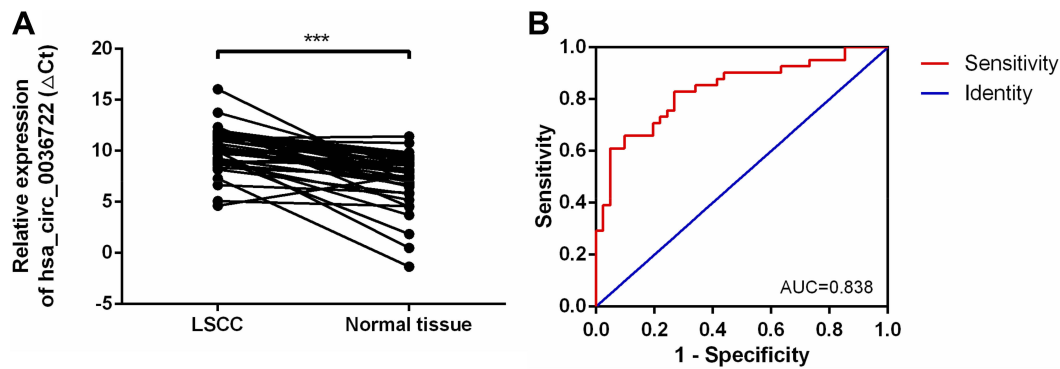 A
Relative expression
of hsa_circ_0036722 (△Ct)
20
15
10
5
0
-5
***
LSCC
Normal tissue
B
Sensitivity
1.0
0.8
0.6
0.4
0.2
0.0
AUC=0.838
0.0 0.2 0.4 0.6 0.8 1.0
1 - Specificity
Sensitivity
Identity